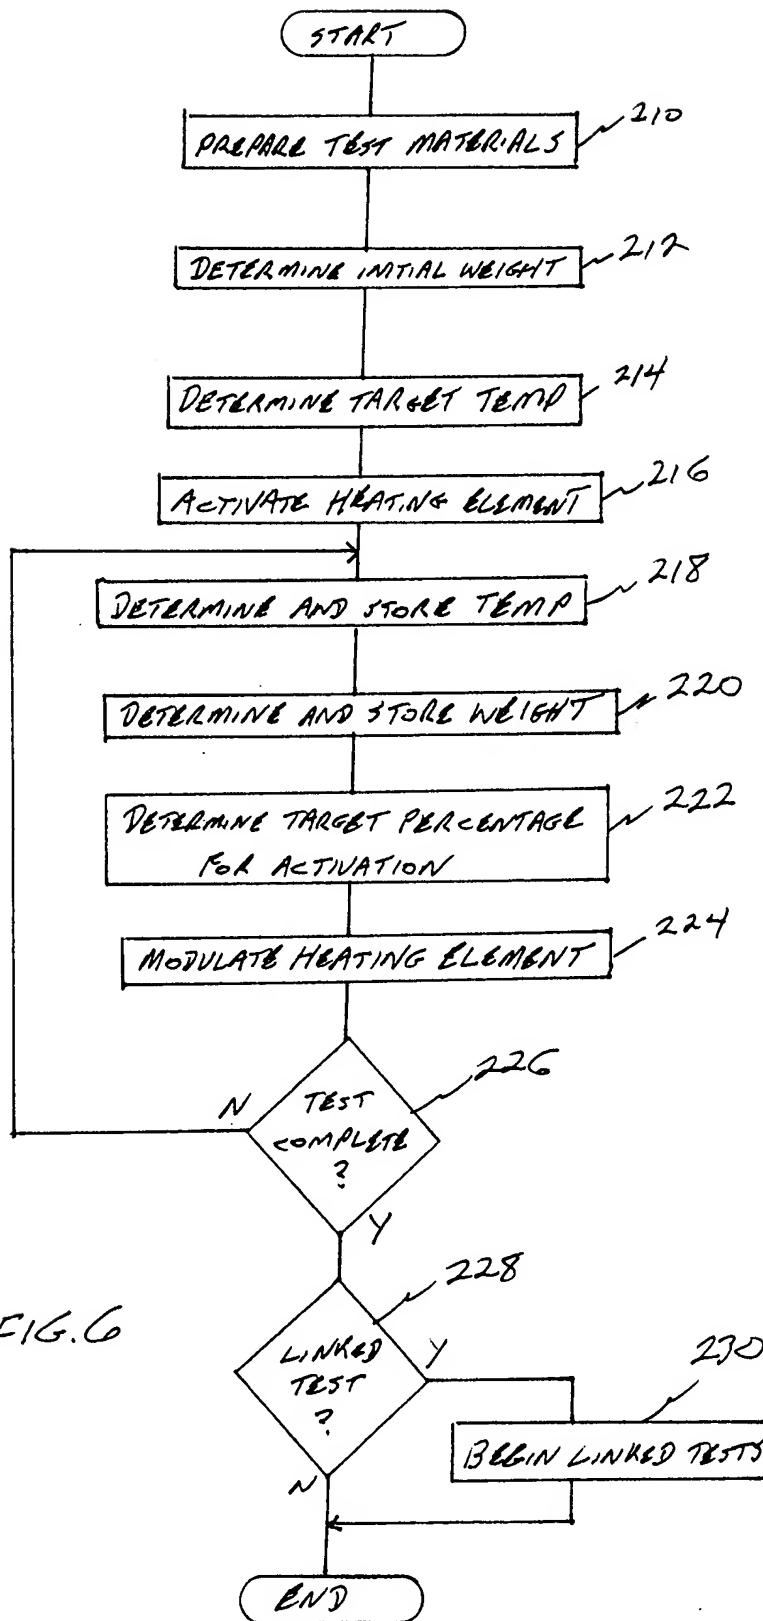 START
PREPARE TEST MATERIALS
210
DETERMINE INITIAL WEIGHT
212
DETERMINE TARGET TEMP
214
ACTIVATE HEATING ELEMENT
216
DETERMINE AND STORE TEMP
218
DETERMINE AND STORE WEIGHT
220
DETERMINE TARGET PERCENTAGE
FOR ACTIVATION
222
MODULATE HEATING ELEMENT
224
226
N
TEST
COMPLETE
?
Y
228
FIG. 6
LINKED
TEST
?
Y
230
BEGIN LINKED TESTS
N
END